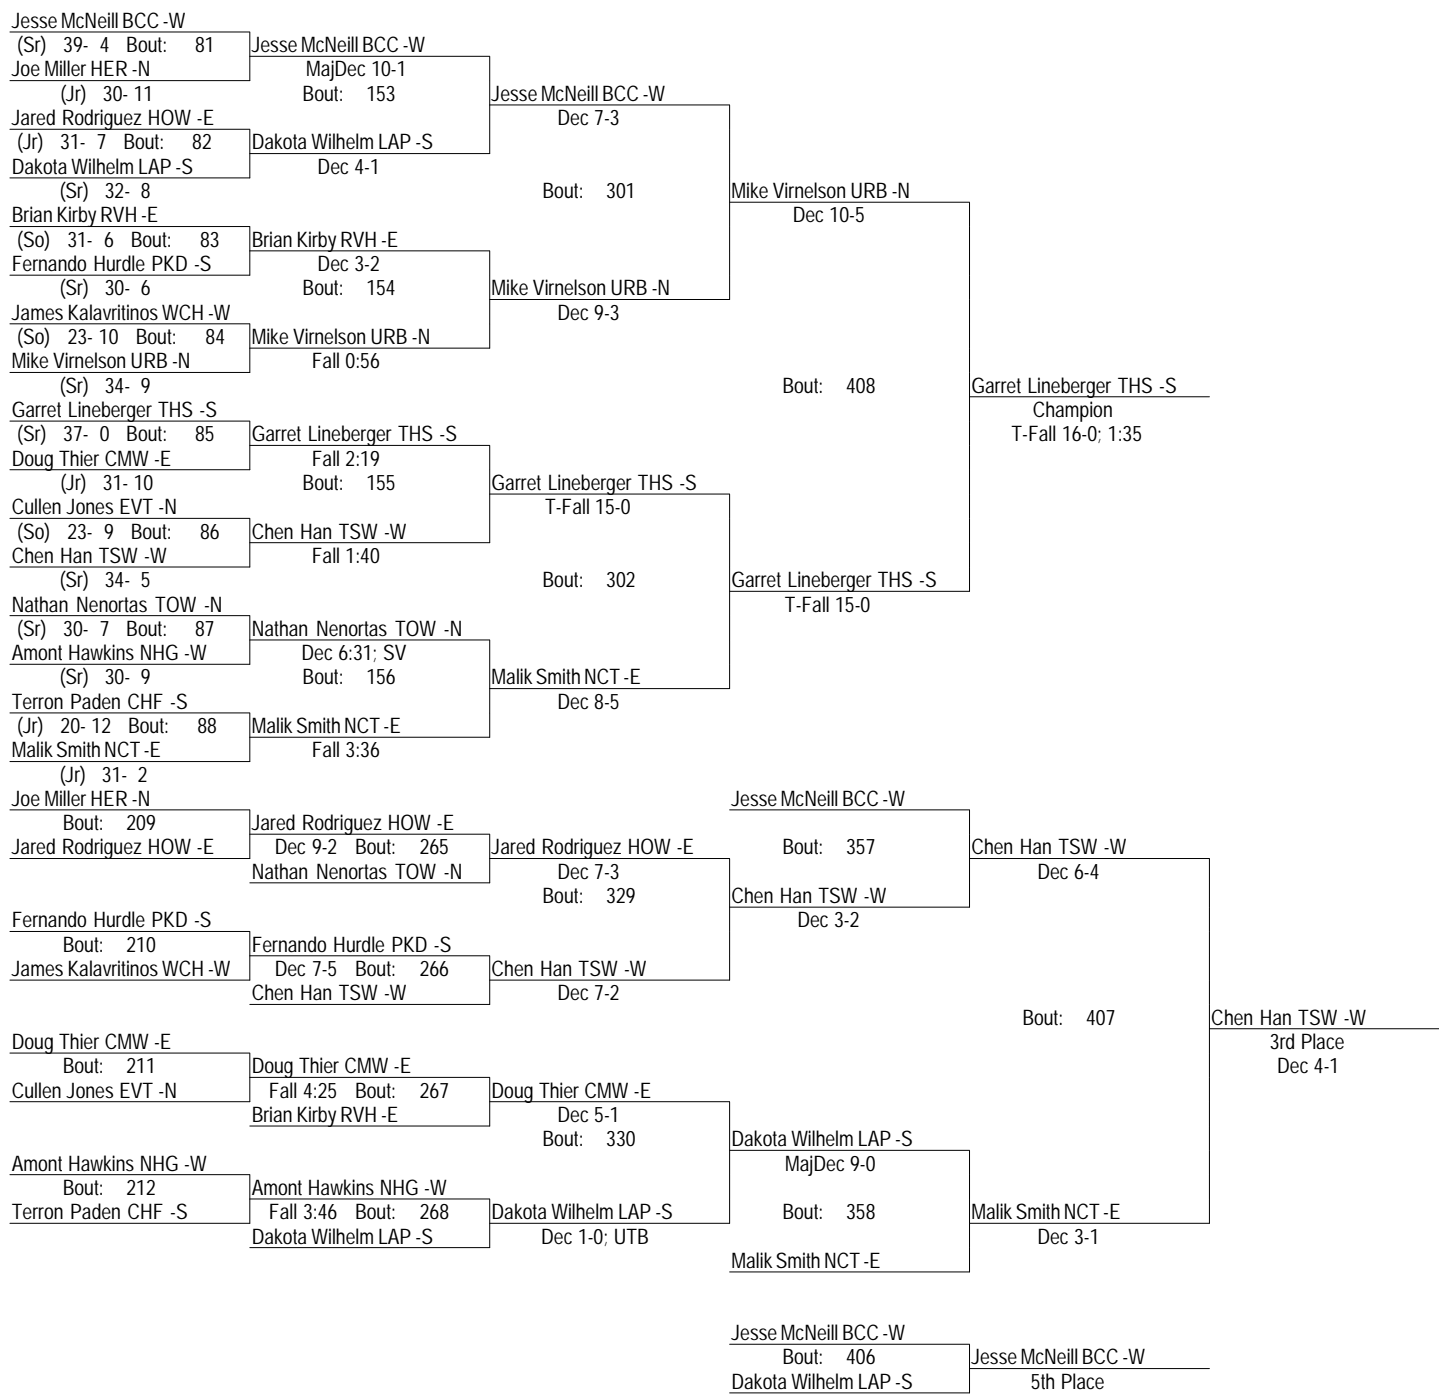 Jesse McNeill BCC -W
(Sr) 39- 4 Bout: 81 Jesse McNeill BCC -W
Joe Miller HER -N MajDec 10-1
(Jr) 30- 11 Bout: 153 Jesse McNeill BCC -W
Jared Rodriguez HOW -E Dec 7-3
(Jr) 31- 7 Bout: 82 Dakota Wilhelm LAP -S
Dakota Wilhelm LAP -S Dec 4-1
(Sr) 32- 8 Bout: 301 Mike Virnelson URB -N
Brian Kirby RVH -E Dec 10-5
(So) 31- 6 Bout: 83 Brian Kirby RVH -E
Fernando Hurdle PKD -S Dec 3-2
(Sr) 30- 6 Bout: 154 Mike Virnelson URB -N
James Kalavritinos WCH -W Dec 9-3
(So) 23- 10 Bout: 84 Mike Virnelson URB -N
Mike Virnelson URB -N Fall 0:56
(Sr) 34- 9 Bout: 408 Garret Lineberger THS -S
Garret Lineberger THS -S Champion
(Sr) 37- 0 Bout: 85 Garret Lineberger THS -S T-Fall 16-0; 1:35
Doug Thier CMW -E Fall 2:19
(Jr) 31- 10 Bout: 155 Garret Lineberger THS -S
Cullen Jones EVT -N T-Fall 15-0
(So) 23- 9 Bout: 86 Chen Han TSW -W
Chen Han TSW -W Fall 1:40
(Sr) 34- 5 Bout: 302 Garret Lineberger THS -S
Nathan Nenortas TOW -N T-Fall 15-0
(Sr) 30- 7 Bout: 87 Nathan Nenortas TOW -N
Amont Hawkins NHG -W Dec 6:31; SV
(Sr) 30- 9 Bout: 156 Malik Smith NCT -E
Terron Paden CHF -S Dec 8-5
(Jr) 20- 12 Bout: 88 Malik Smith NCT -E
Malik Smith NCT -E Fall 3:36
(Jr) 31- 2
Joe Miller HER -N Jesse McNeill BCC -W
Bout: 209 Jared Rodriguez HOW -E
Jared Rodriguez HOW -E Dec 9-2 Bout: 265 Jared Rodriguez HOW -E Bout: 357 Chen Han TSW -W
Nathan Nenortas TOW -N Dec 7-3 Dec 6-4
Bout: 329 Chen Han TSW -W
Fernando Hurdle PKD -S Dec 3-2
Bout: 210 Fernando Hurdle PKD -S
James Kalavritinos WCH -W Dec 7-5 Bout: 266 Chen Han TSW -W
Chen Han TSW -W Dec 7-2
Bout: 407 Chen Han TSW -W
Doug Thier CMW -E 3rd Place
Bout: 211 Doug Thier CMW -E Dec 4-1
Cullen Jones EVT -N Fall 4:25 Bout: 267 Doug Thier CMW -E
Brian Kirby RVH -E Dec 5-1
Bout: 330 Dakota Wilhelm LAP -S
Amont Hawkins NHG -W MajDec 9-0
Bout: 212 Amont Hawkins NHG -W
Terron Paden CHF -S Fall 3:46 Bout: 268 Dakota Wilhelm LAP -S Bout: 358 Malik Smith NCT -E
Dakota Wilhelm LAP -S Dec 1-0; UTB Dec 3-1
Malik Smith NCT -E
Jesse McNeill BCC -W
Bout: 406 Jesse McNeill BCC -W
Dakota Wilhelm LAP -S 5th Place